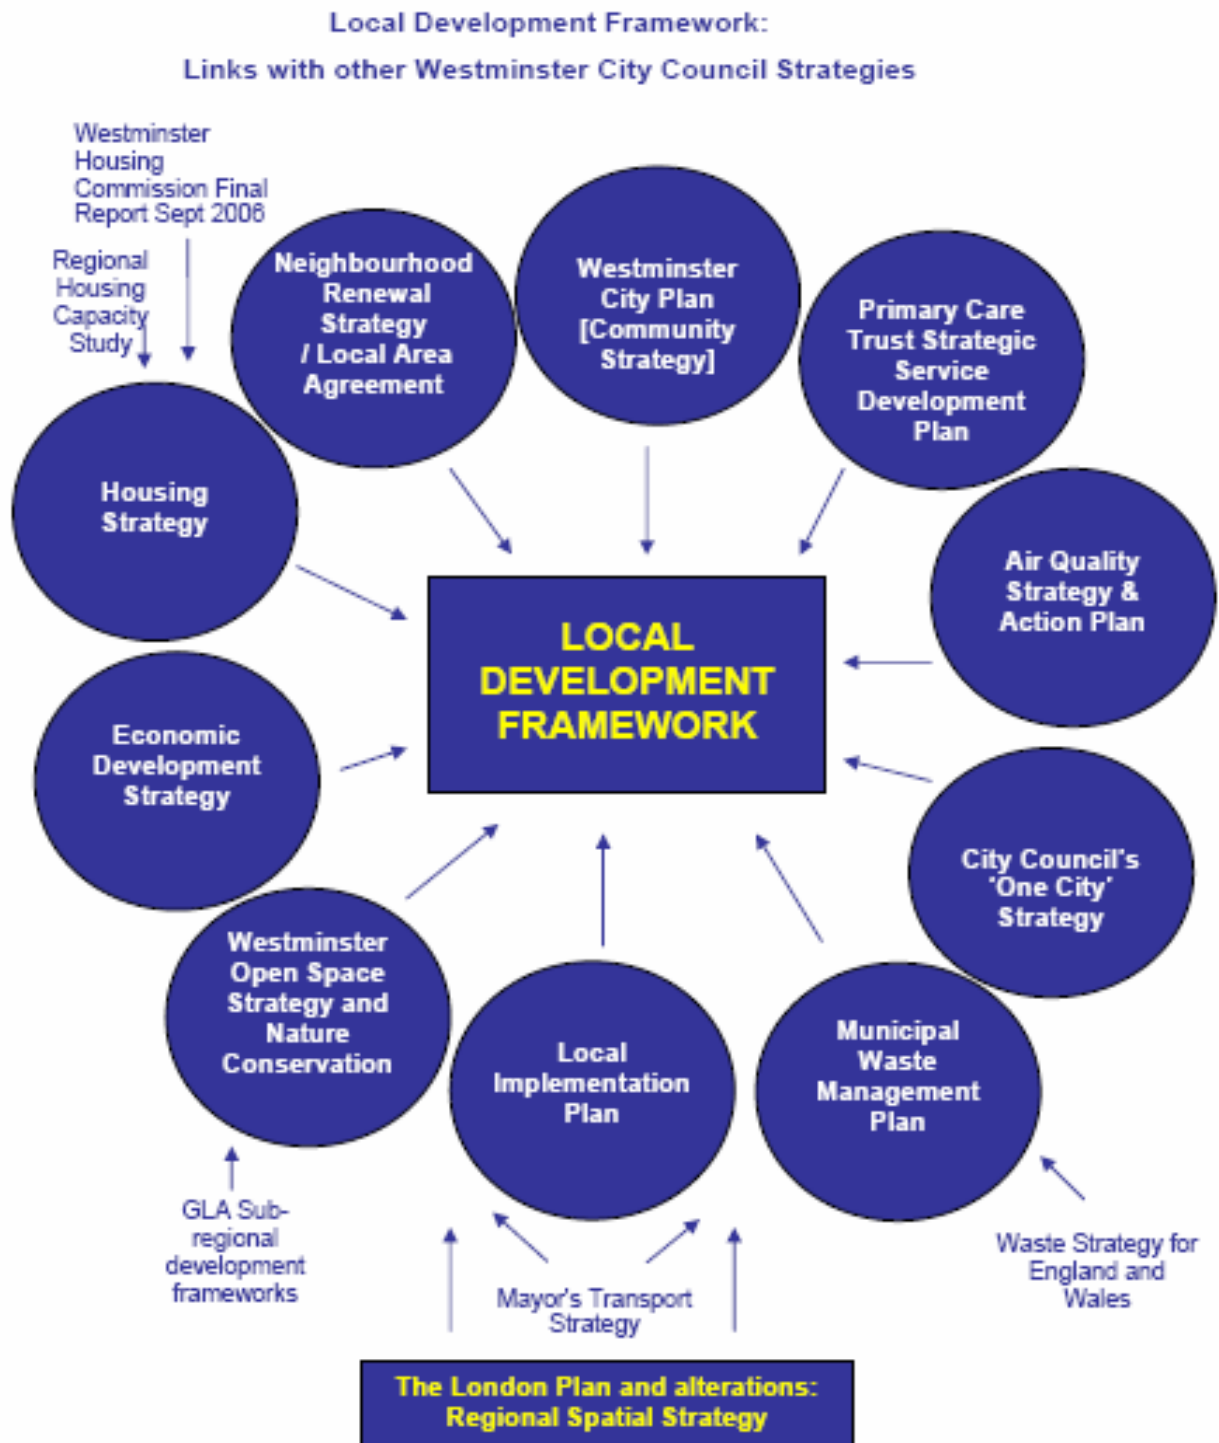 Local Development Framework:
Links with other Westminster City Council Strategies
Westminster
Housing
Commission Final
Report Sept 2006
Regional
Housing
Capacity
Study
Neighbourhood
Renewal
Strategy
/ Local Area
Agreement
Westminster
City Plan
[Community
Strategy]
Primary Care
Trust Strategic
Service
Development
Plan
Housing
Strategy
Air Quality
Strategy &
Action Plan
LOCAL
DEVELOPMENT
FRAMEWORK
Economic
Development
Strategy
City Council's
'One City'
Strategy
Westminster
Open Space
Strategy and
Nature
Conservation
Local
Implementation
Plan
Municipal
Waste
Management
Plan
GLA Sub-
regional
development
frameworks
Mayor's Transport
Strategy
Waste Strategy for
England and
Wales
The London Plan and alterations:
Regional Spatial Strategy